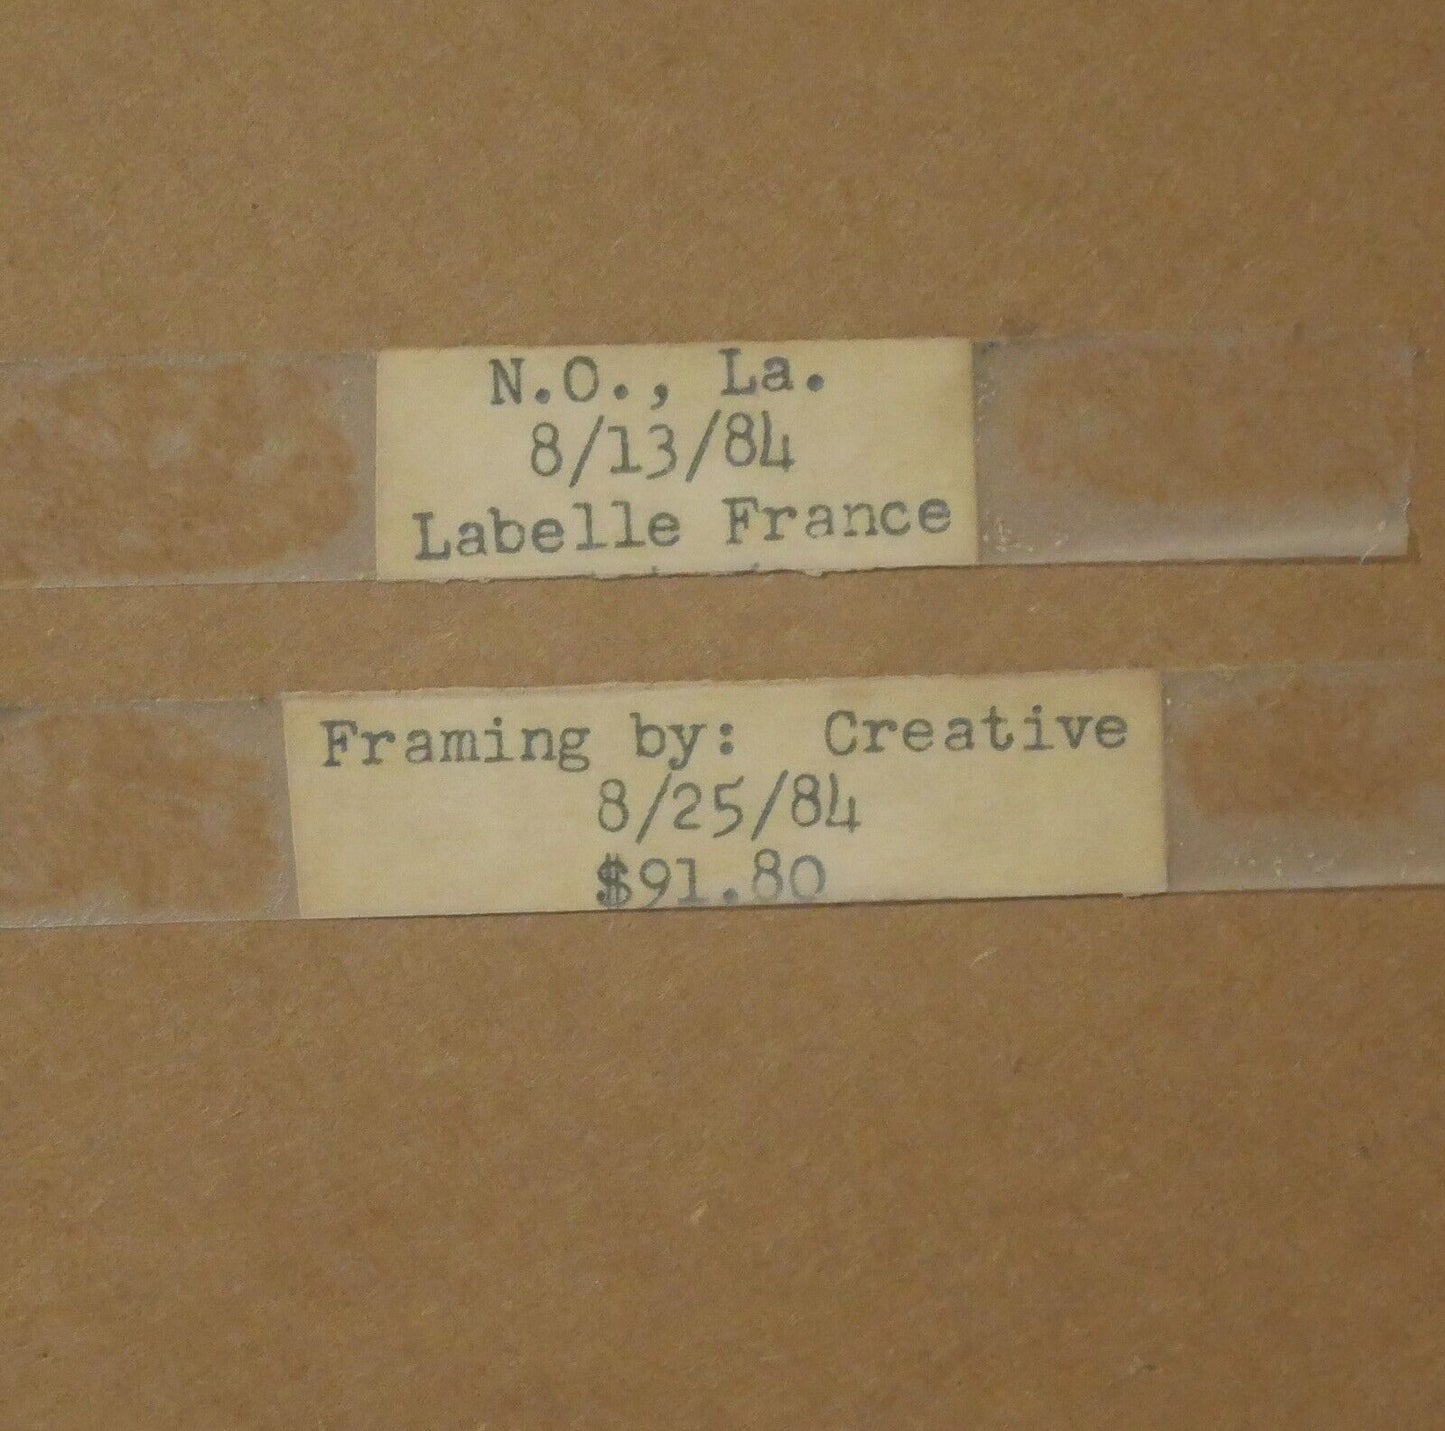 N.O., La.
8/13/84
Labelle France
Framing by:  Creative
8/25/84
$91.80